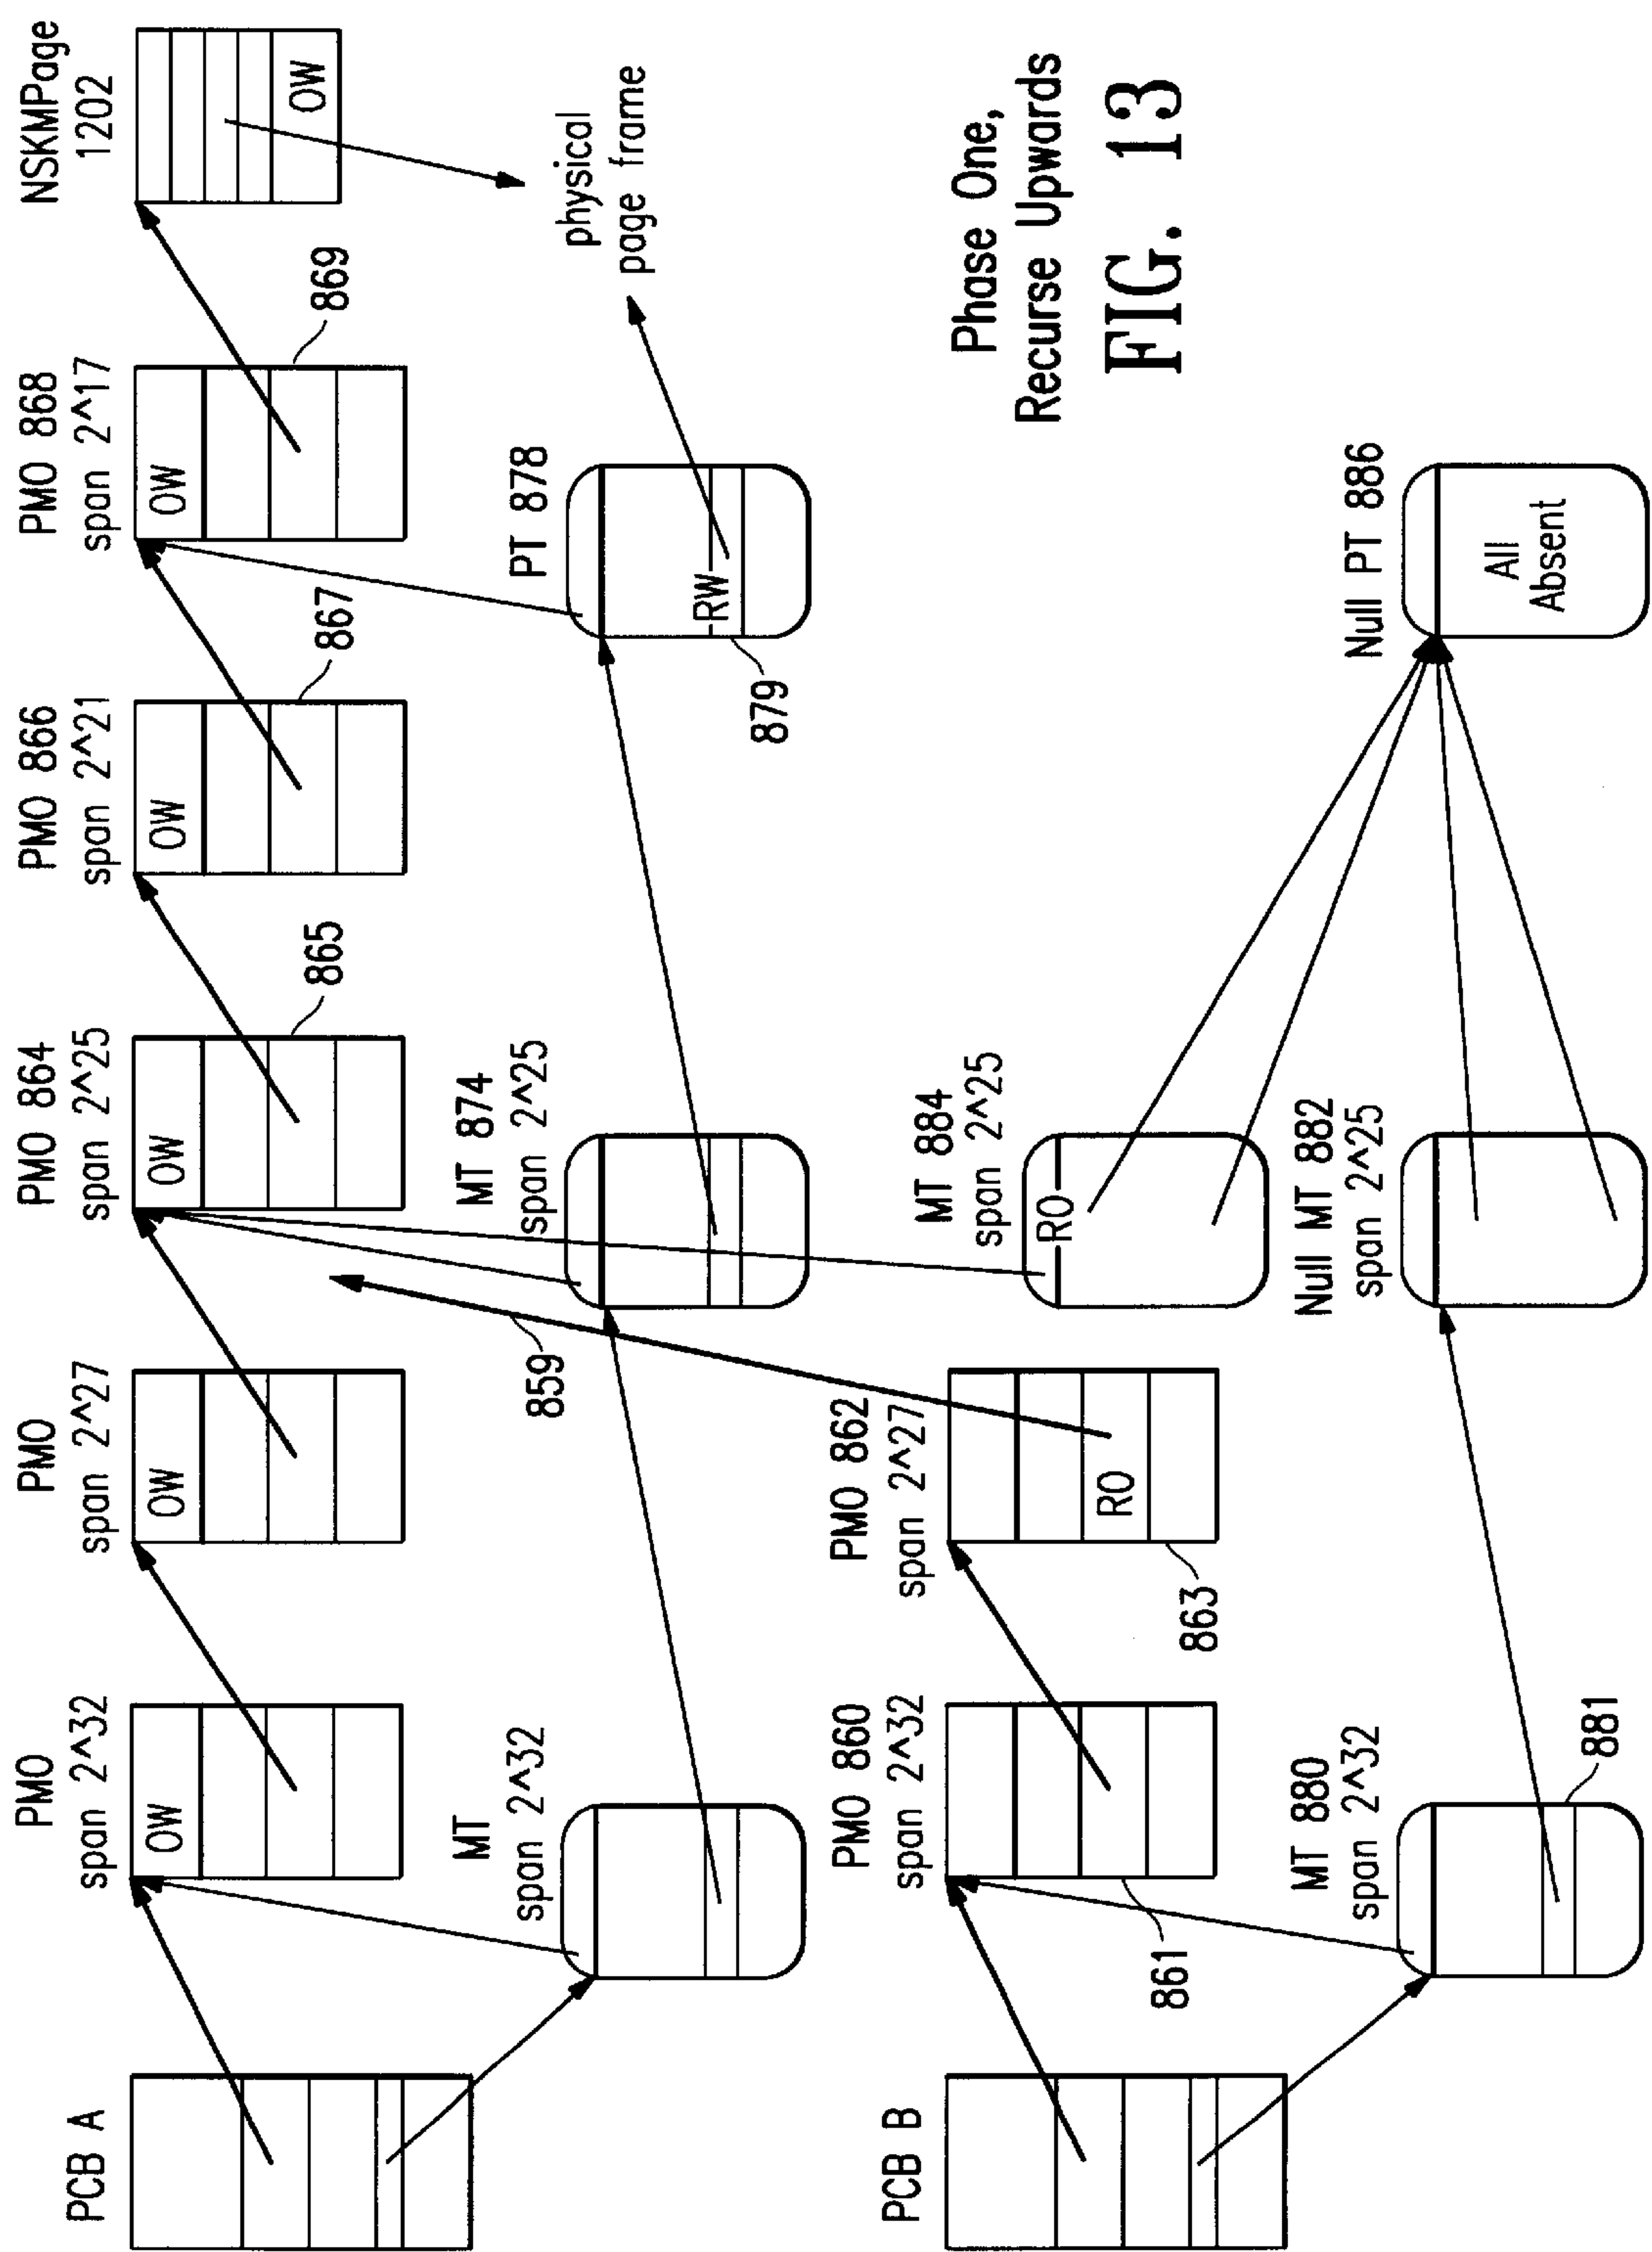 PCB A
PMO
span 2^32
OW
PMO
span 2^27
OW
PMO 864
span 2^25
OW
865
PMO 866
span 2^21
OW
867
PMO 868
span 2^17
OW
869
NSKMPage
1202
OW
physical
page frame
MT
span 2^32
859
MT 874
span 2^25
PT 878
RW
879
PCB B
PMO 860
span 2^32
861
PMO 862
span 2^27
RO
863
MT 884
span 2^25
RO
MT 880
span 2^32
881
Null MT 882
span 2^25
Null PT 886
All
Absent
Phase One,
Recurse Upwards
FIG. 13